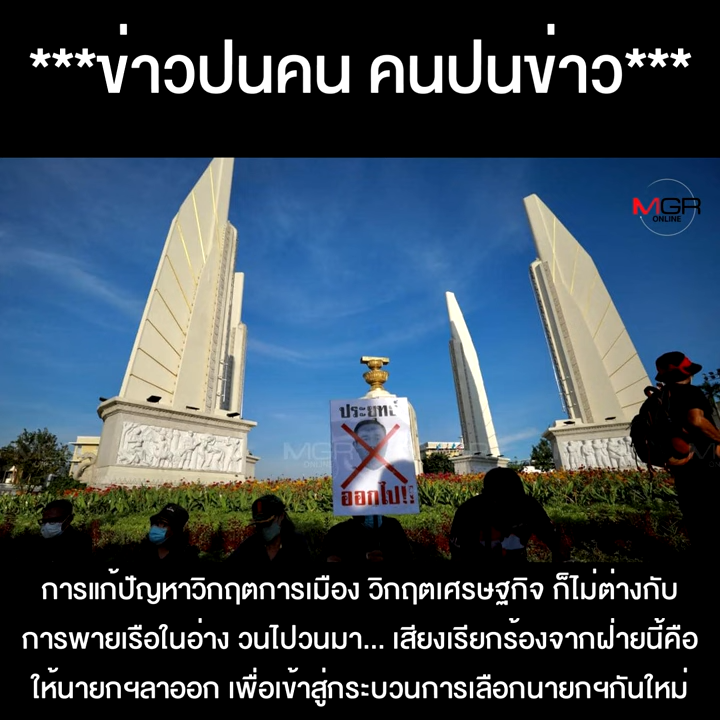 ***ข่าวปนคน คนปนข่าว***
MGR
ONLINE
ประยุทธ์
ออกไป!!
MGR
ONLINE
การแก้ปัญหาวิกฤตการเมือง วิกฤตเศรษฐกิจ ก็ไม่ต่างกับ
การพายเรือในอ่าง วนไปวนมา... เสียงเรียกร้องจากฝ่ายนี้คือ
ให้นายกฯลาออก เพื่อเข้าสู่กระบวนการเลือกนายกฯกันใหม่